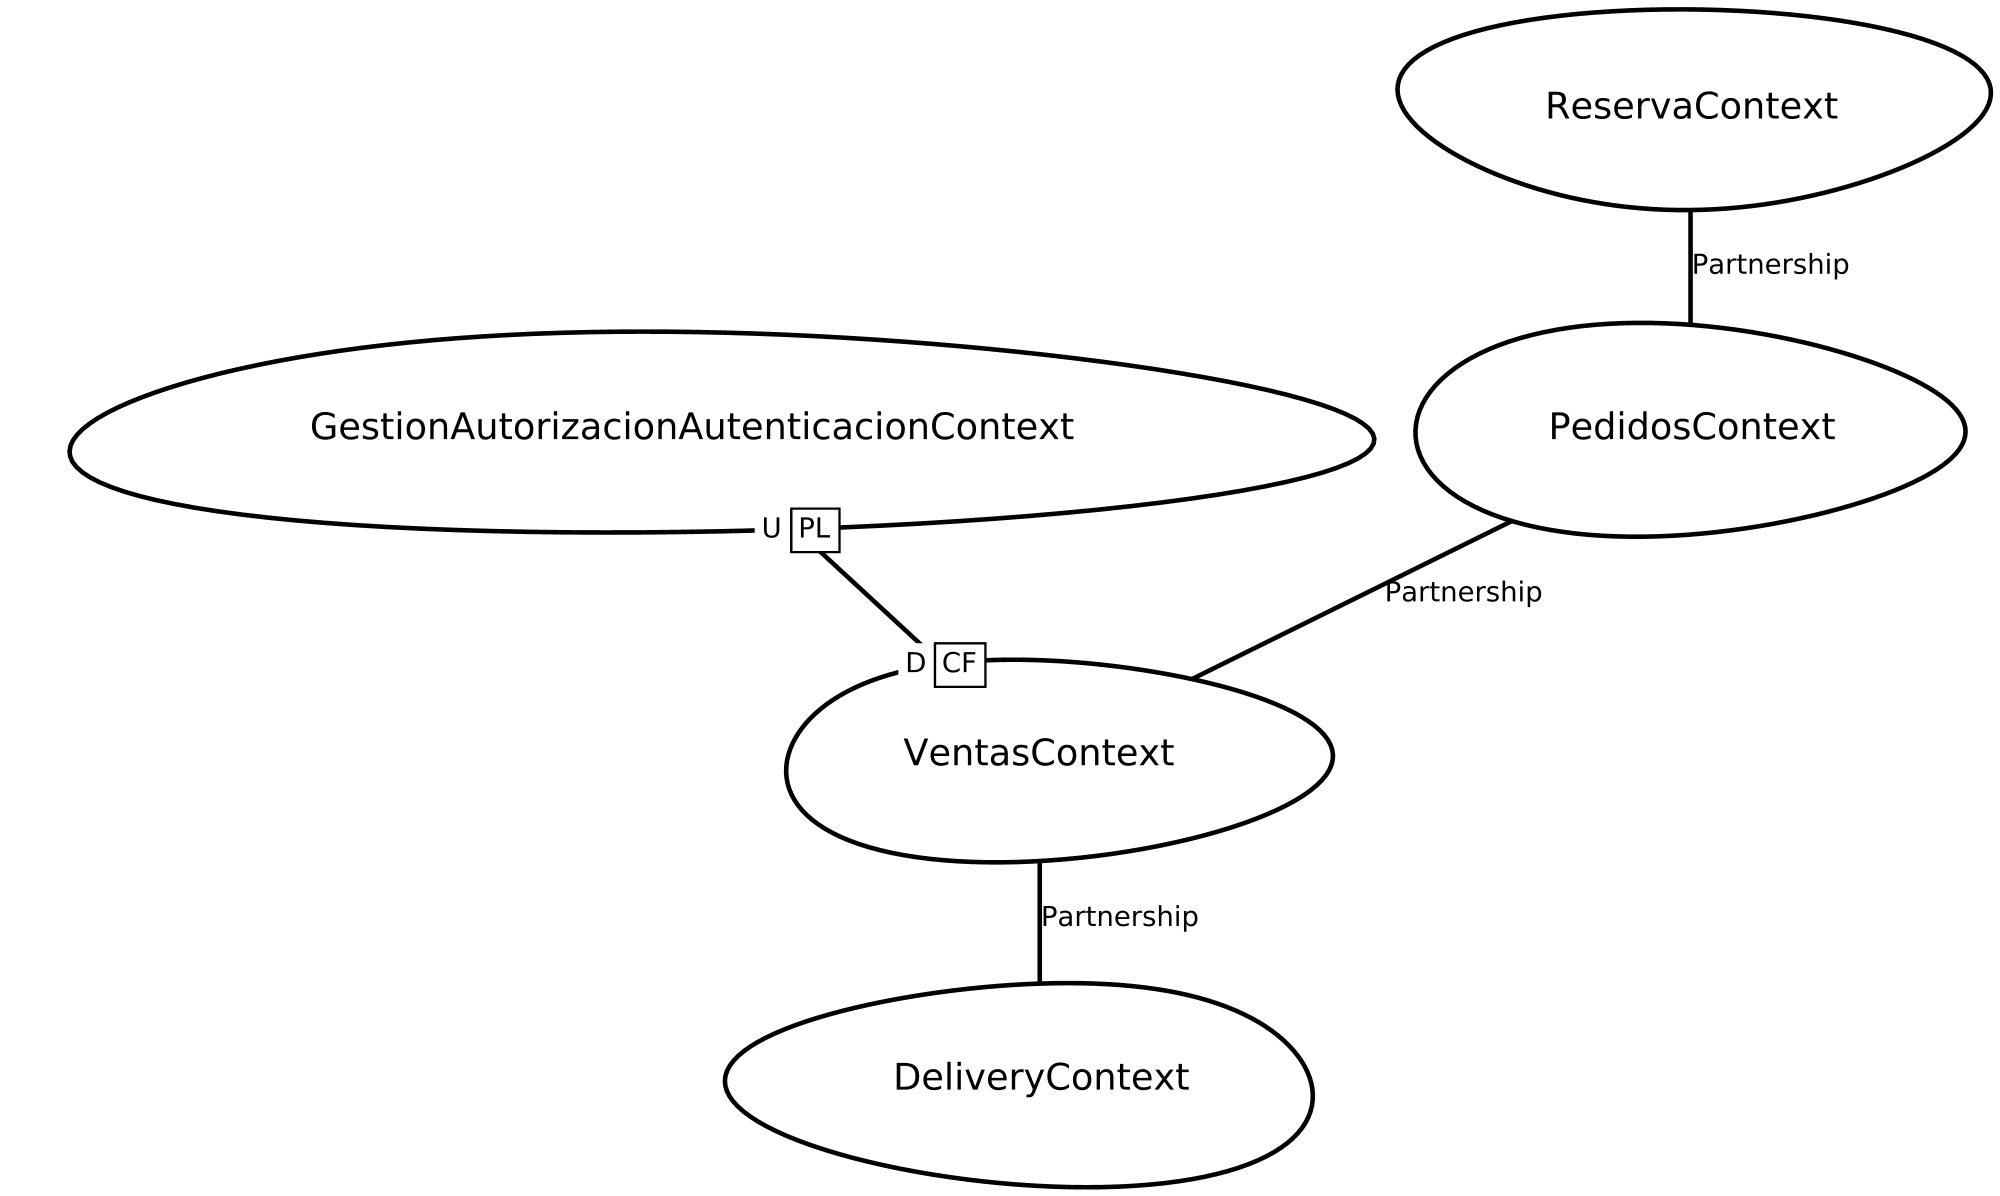 ReservaContext
Partnership
GestionAutorizacionAutenticacionContext
PedidosContext
U PL
Partnership
D CF
VentasContext
Partnership
DeliveryContext